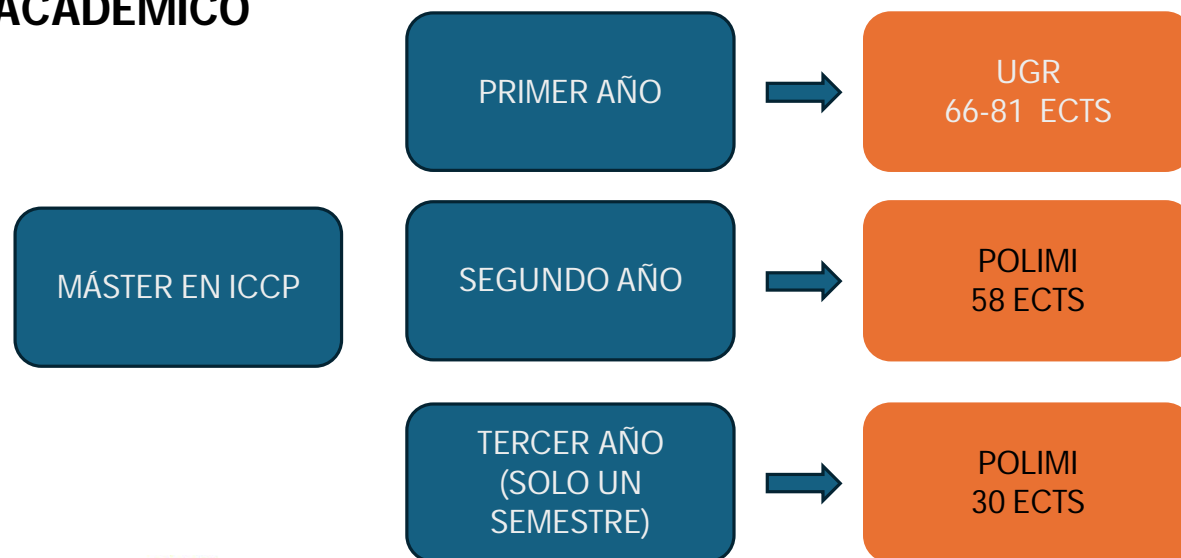 ACADÉMICO
PRIMER AÑO
UGR
66-81 ECTS
MÁSTER EN ICCP
SEGUNDO AÑO
POLIMI
58 ECTS
TERCER AÑO
(SOLO UN
SEMESTRE)
POLIMI
30 ECTS